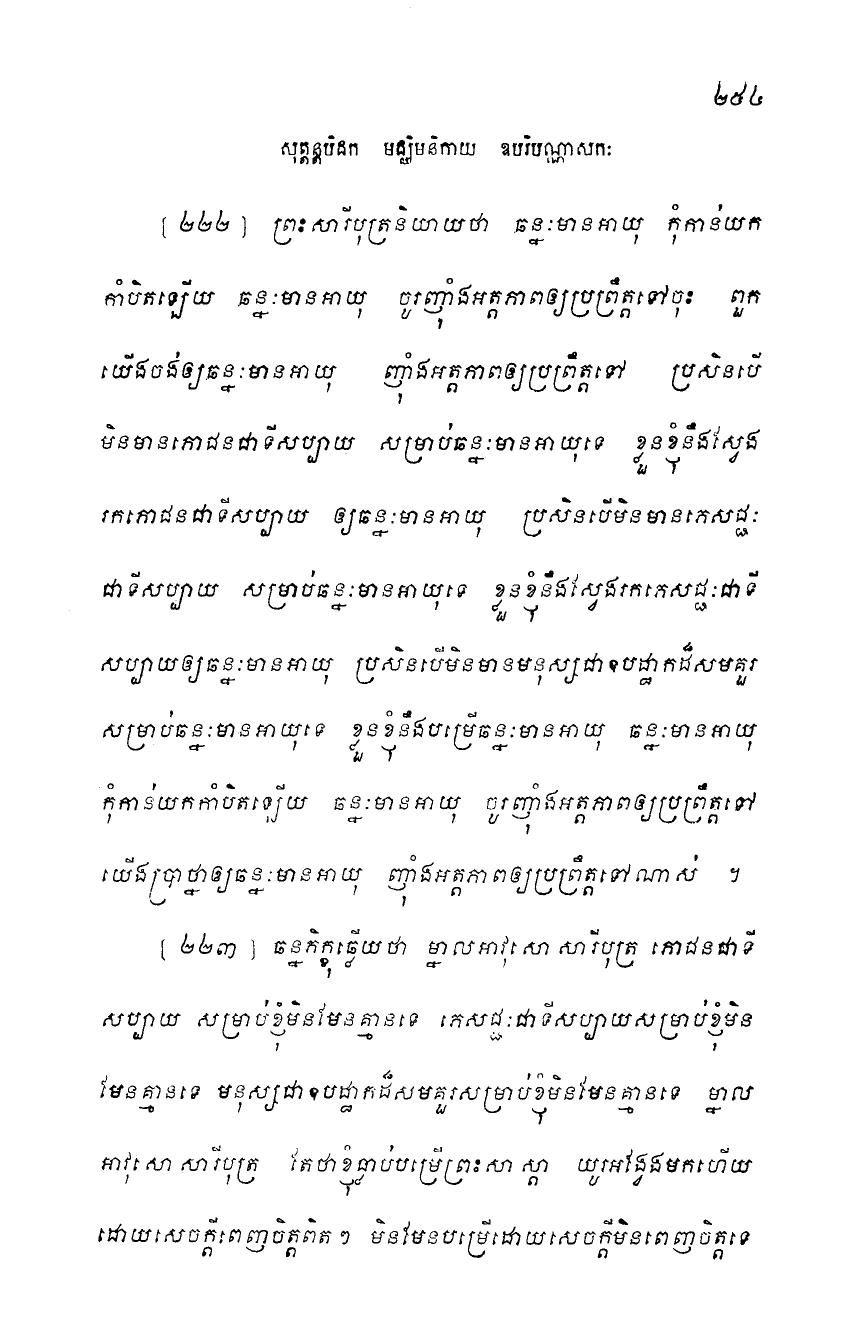 ២៥៤
សុត្តន្តបិដក មជ្ឈិមនិកាយ ឧបរិបណ្ណាសកៈ
[ ២២២ ] ព្រះសារីបុត្រនិយាយថា ឆន្នៈមានអាយុ កុំកាន់យក
កាំបិតឡើយ ឆន្នៈមានអាយុ ចូរញ៉ាំងអត្តភាពឲ្យប្រព្រឹត្តទៅចុះ ពួក
យើងចង់ឲ្យឆន្នៈមានអាយុ ញ៉ាំងអត្តភាពឲ្យប្រព្រឹត្តទៅ ប្រសិនបើ
មិនមានភោជនជាទីសប្បាយ សម្រាប់ឆន្នៈមានអាយុទេ ខ្លួនខ្ញុំនឹងស្វែង
រកភោជនជាទីសប្បាយ ឲ្យឆន្នៈមានអាយុ ប្រសិនបើមិនមានភេសជ្ជៈ
ជាទីសប្បាយ សម្រាប់ឆន្នៈមានអាយុទេ ខ្លួនខ្ញុំនឹងស្វែងរកភេសជ្ជៈជាទី
សប្បាយឲ្យឆន្នៈមានអាយុ ប្រសិនបើមិនមានមនុស្សជាឧបដ្ឋាកដ៏សមគួរ
សម្រាប់ឆន្នៈមានអាយុទេ ខ្លួនខ្ញុំនឹងបម្រើឆន្នៈមានអាយុ ឆន្នៈមានអាយុ
កុំកាន់យកកាំបិតឡើយ ឆន្នៈមានអាយុ ចូរញ៉ាំងអត្តភាពឲ្យប្រព្រឹត្តទៅ
យើងប្រាថ្នាឲ្យឆន្នៈមានអាយុ ញ៉ាំងអត្តភាពឲ្យប្រព្រឹត្តទៅណាស់ ។
[ ២២៣ ] ឆន្នភិក្ខុឆ្លើយថា ម្នាលអាវុសោ សារីបុត្រ ភោជនជាទី
សប្បាយ សម្រាប់ខ្ញុំមិនមែនគ្មានទេ ភេសជ្ជៈជាទីសប្បាយសម្រាប់ខ្ញុំមិន
មែនគ្មានទេ មនុស្សជាឧបដ្ឋាកដ៏សមគួរសម្រាប់ខ្ញុំមិនមែនគ្មានទេ ម្នាល
អាវុសោ សារីបុត្រ តែថាខ្ញុំធ្លាប់បម្រើព្រះសាស្តា យូរអង្វែងមកហើយ
ដោយសេចក្តីពេញចិត្តពិតៗ មិនមែនបម្រើដោយសេចក្តីមិនពេញចិត្តទេ